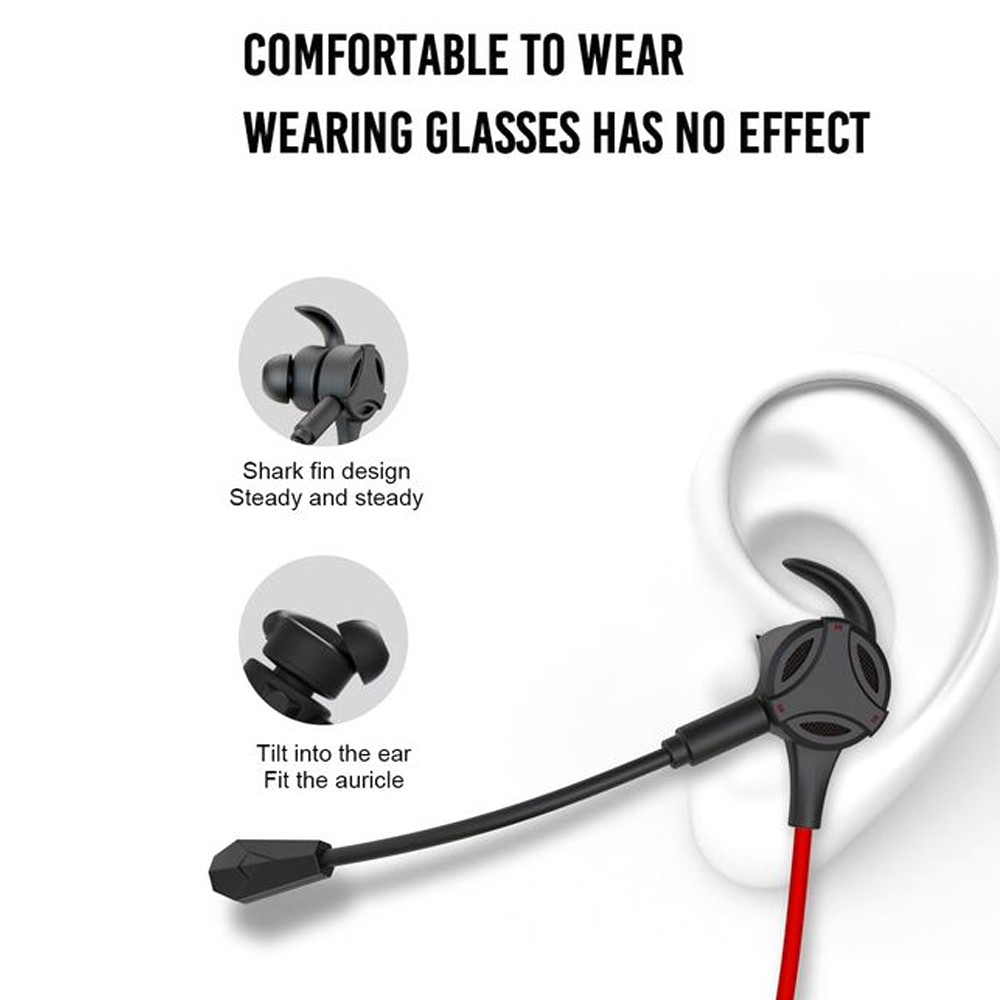 COMFORTABLE TO WEAR
WEARING GLASSES HAS NO EFFECT
Shark fin design
Steady and steady
Tilt into the ear
Fit the auricle